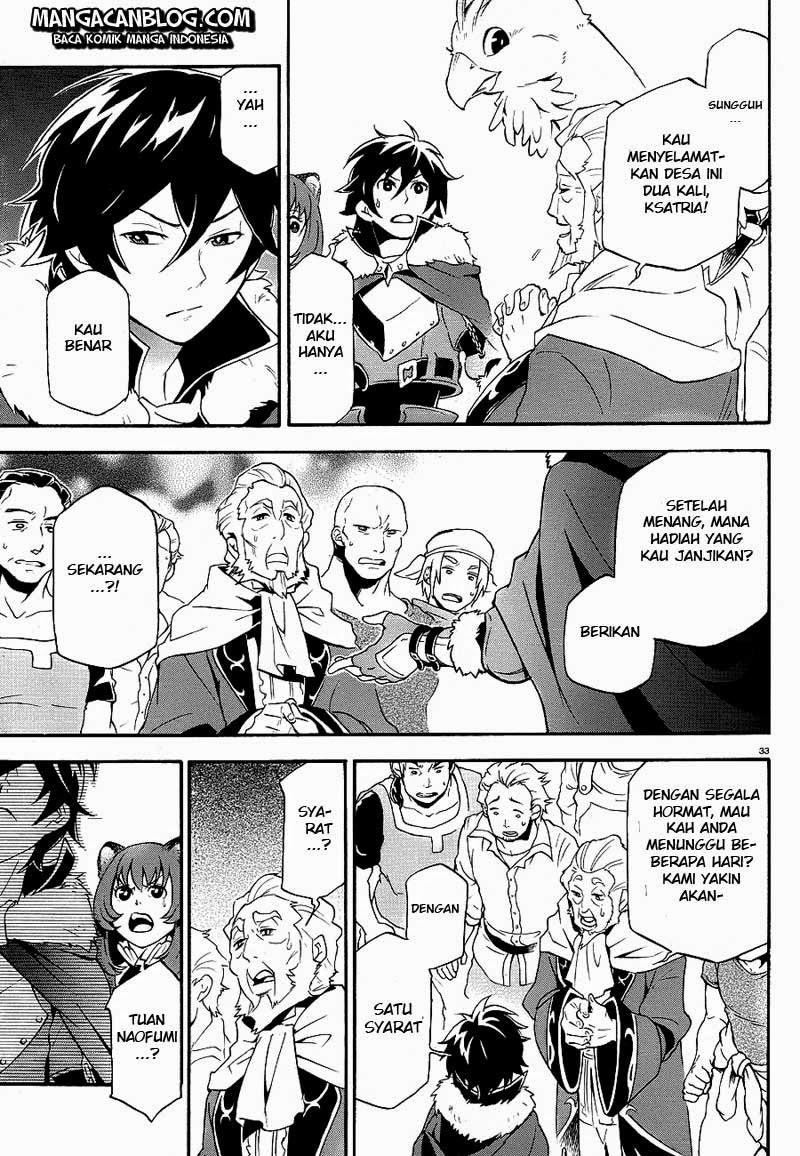 MANGACANBLOG.COM
BACA KOMIK MANGA INDONESIA
SUNGGUH
...
KAU
MENYELAMAT-
KAN DESA INI
DUA KALI,
KSATRIA!
TIDAK...
AKU
HANYA
...
...
YAH
...
KAU
BENAR
SETELAH
MENANG, MANA
HADIAH YANG
KAU JANJIKAN?
BERIKAN
...
SEKARANG
...?!
33
DENGAN SEGALA
HORMAT, MAU
KAH ANDA
MENUNGGU BE-
BERAPA HARI?
KAMI YAKIN
AKAN-
DENGAN
SATU
SYARAT
SYA-
RAT
...?
TUAN
NAOFUMI
...?